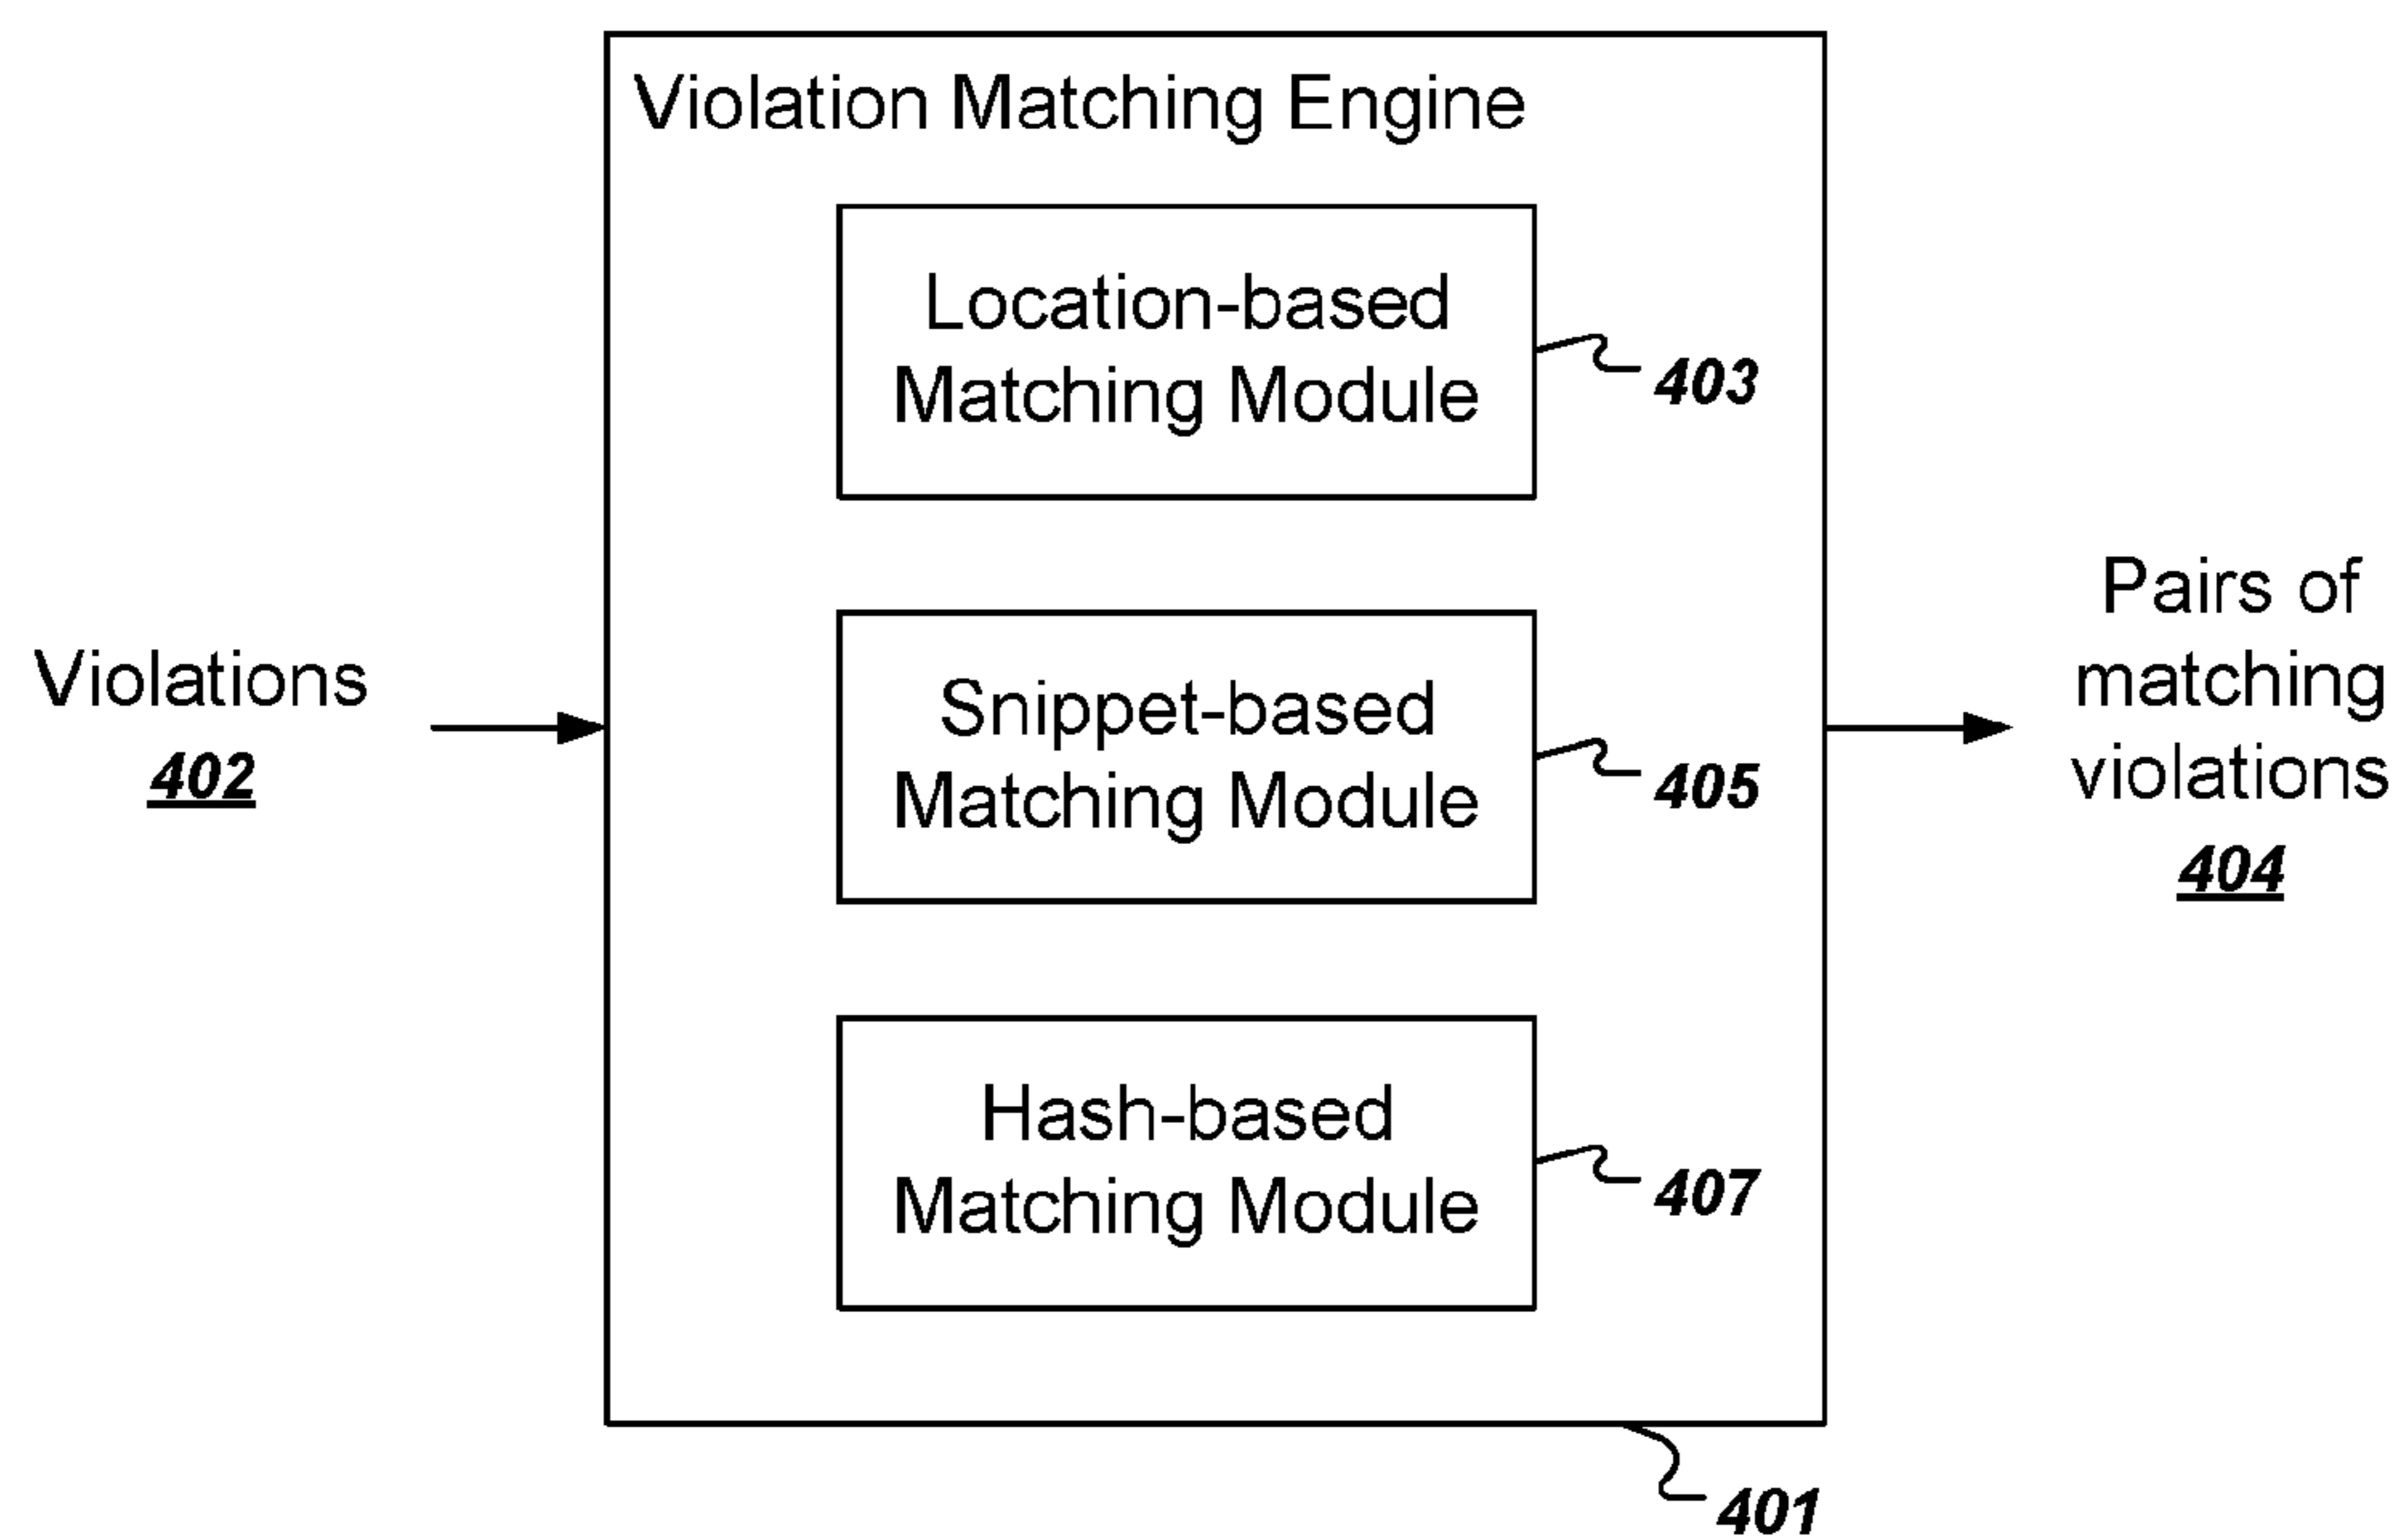 Violation Matching Engine
Location-based
Matching Module
403
Violations
402
Snippet-based
Matching Module
405
Pairs of
matching
violations
404
Hash-based
Matching Module
407
401